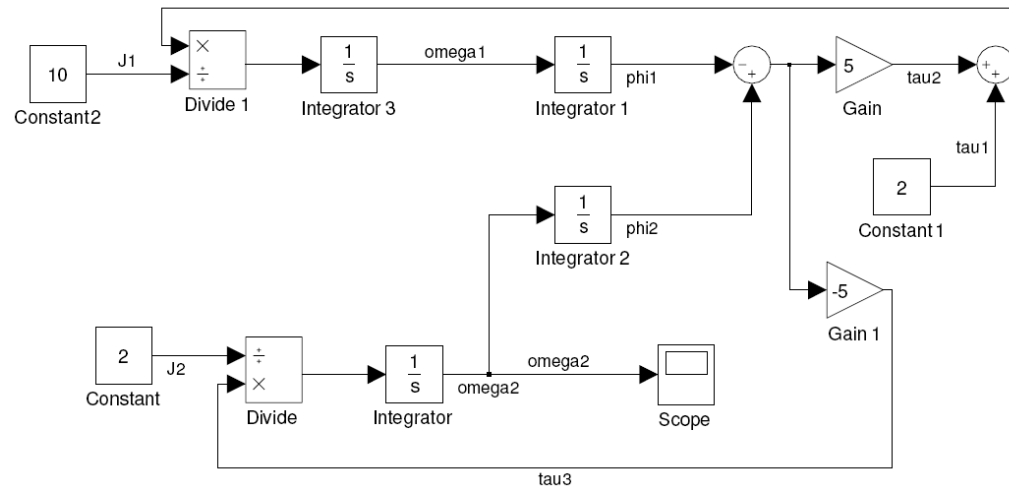 J1
10
Constant2
×
÷
Divide 1
1
s
Integrator 3
omega1
1
s
Integrator 1
phi1
-
+
5
Gain
tau2
+
+
tau1
2
Constant 1
1
s
Integrator 2
phi2
-5
Gain 1
2
Constant
J2
÷
×
Divide
1
s
Integrator
omega2
omega2
Scope
tau3